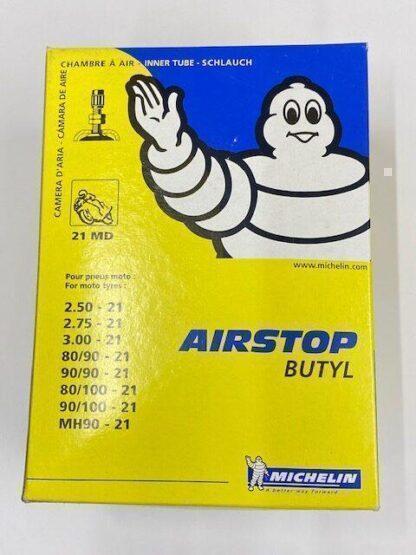 CHAMBRE À AIR - INNER TUBE - SCHLAUCH
CAMERA D'ARIA - CÁMARA DE AIRE
21 MD
www.michelin.com
Pour pneus moto :
For moto tyres :
2.50 - 21
2.75 - 21
3.00 - 21
80/90 - 21
90/90 - 21
80/100 - 21
90/100 - 21
MH90 - 21
AIRSTOP
BUTYL
MICHELIN
A better way forward